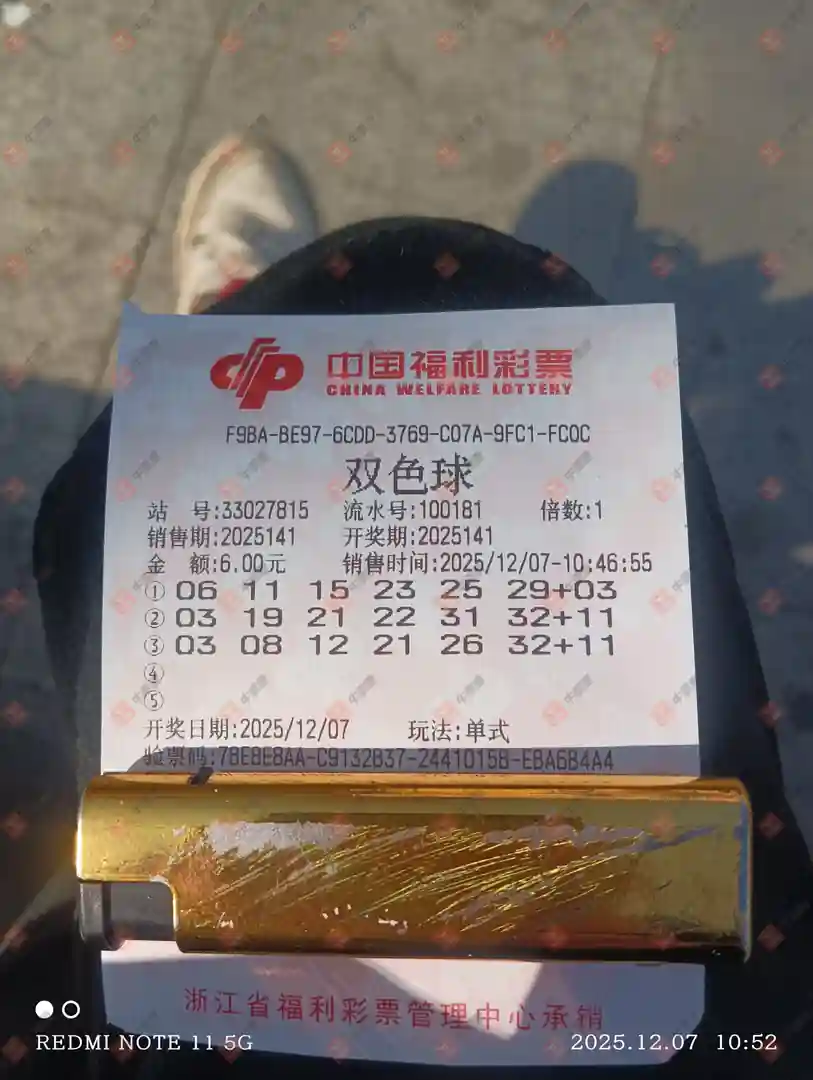 中国福利彩票
CHINA WELFARE LOTTERY
F9BA-BE97-6CDD-3769-C07A-9FC1-FC0C
双色球
站 号:33027815 流水号:100181 倍数:1
销售期:2025141 开奖期:2025141
金 额:6.00元 销售时间:2025/12/07-10:46:55
① 06 11 15 23 25 29+03
② 03 19 21 22 31 32+11
③ 03 08 12 21 26 32+11
④
⑤
开奖日期:2025/12/07 玩法:单式
验票码:78E8E8AA-C9132B37-2441015B-EBA6B4A4
浙江省福利彩票管理中心承销
REDMI NOTE 11 5G
2025.12.07 10:52